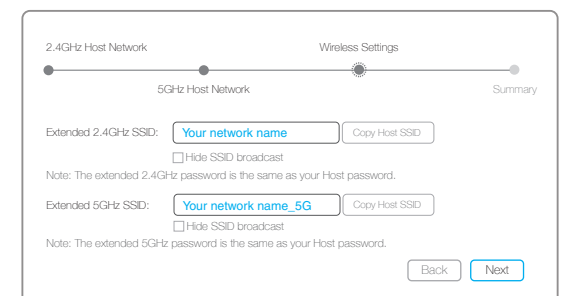 2.4GHz Host Network Wireless Settings
5GHz Host Network Summary
Extended 2.4GHz SSID: Your network name Copy Host SSID
Hide SSID broadcast
Note: The extended 2.4GHz password is the same as your Host password.
Extended 5GHz SSID: Your network name_5G Copy Host SSID
Hide SSID broadcast
Note: The extended 5GHz password is the same as your Host password.
Back Next